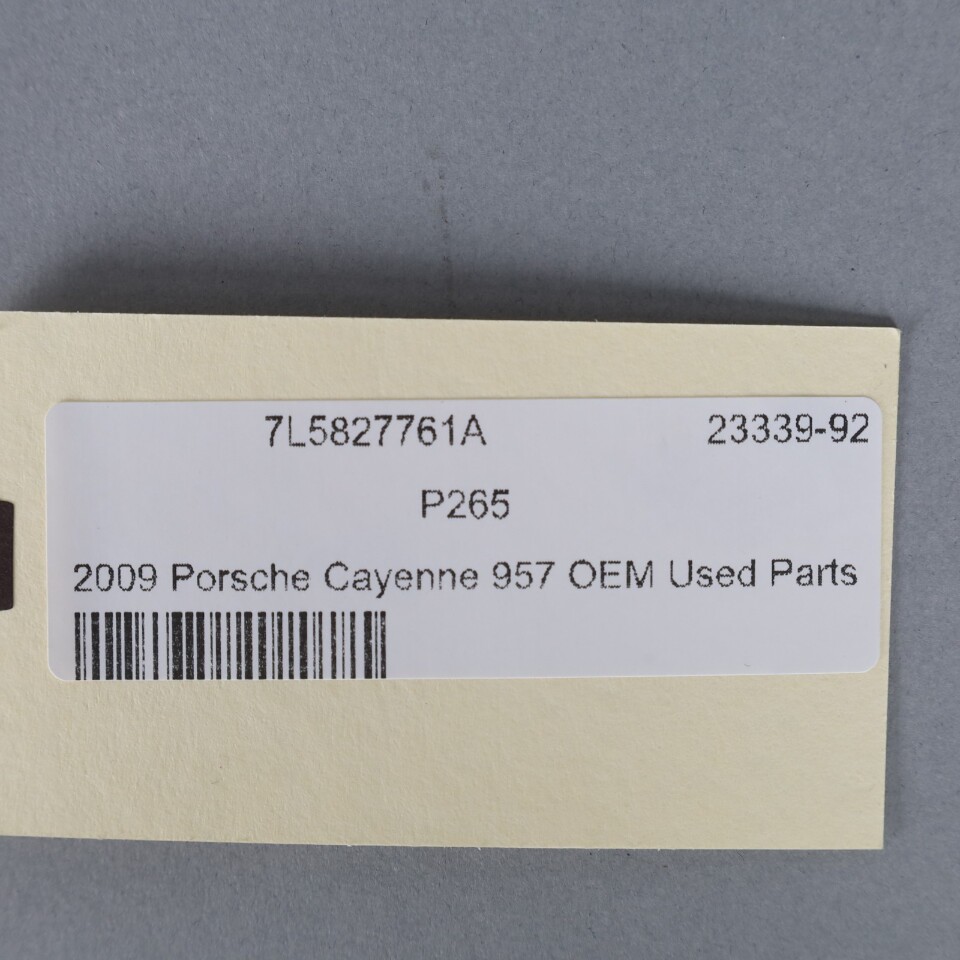 7L5827761A 23339-92
P265
2009 Porsche Cayenne 957 OEM Used Parts